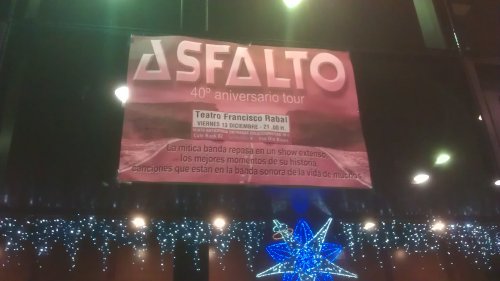 ASFALTO
40º aniversario tour
Teatro Francisco Rabal
VIERNES 13 DICIEMBRE - 21,00 H.
La mítica banda repasa en un show extenso,
los mejores momentos de su historia,
canciones que están en la banda sonora de la vida de muchos